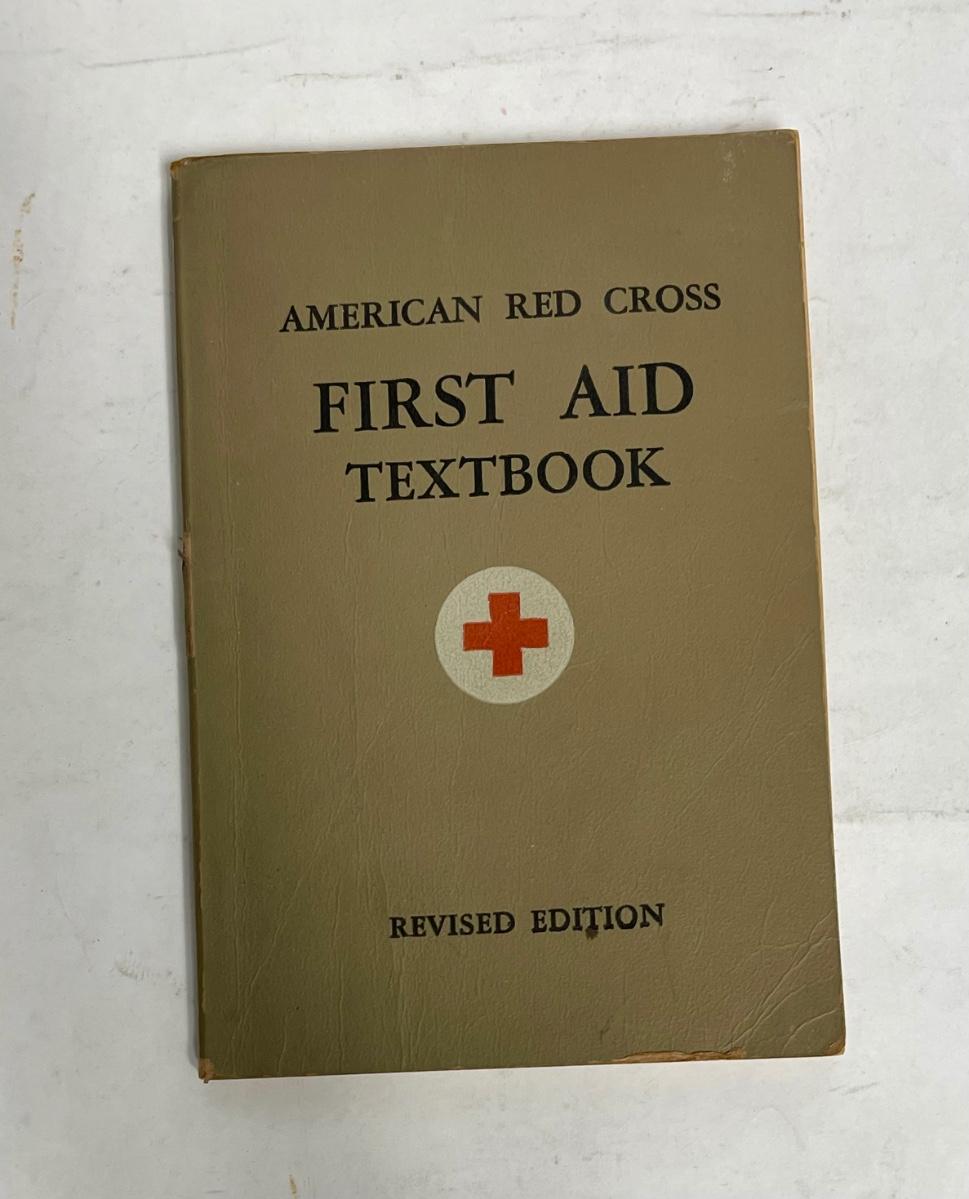 AMERICAN RED CROSS
FIRST AID
TEXTBOOK
REVISED EDITION